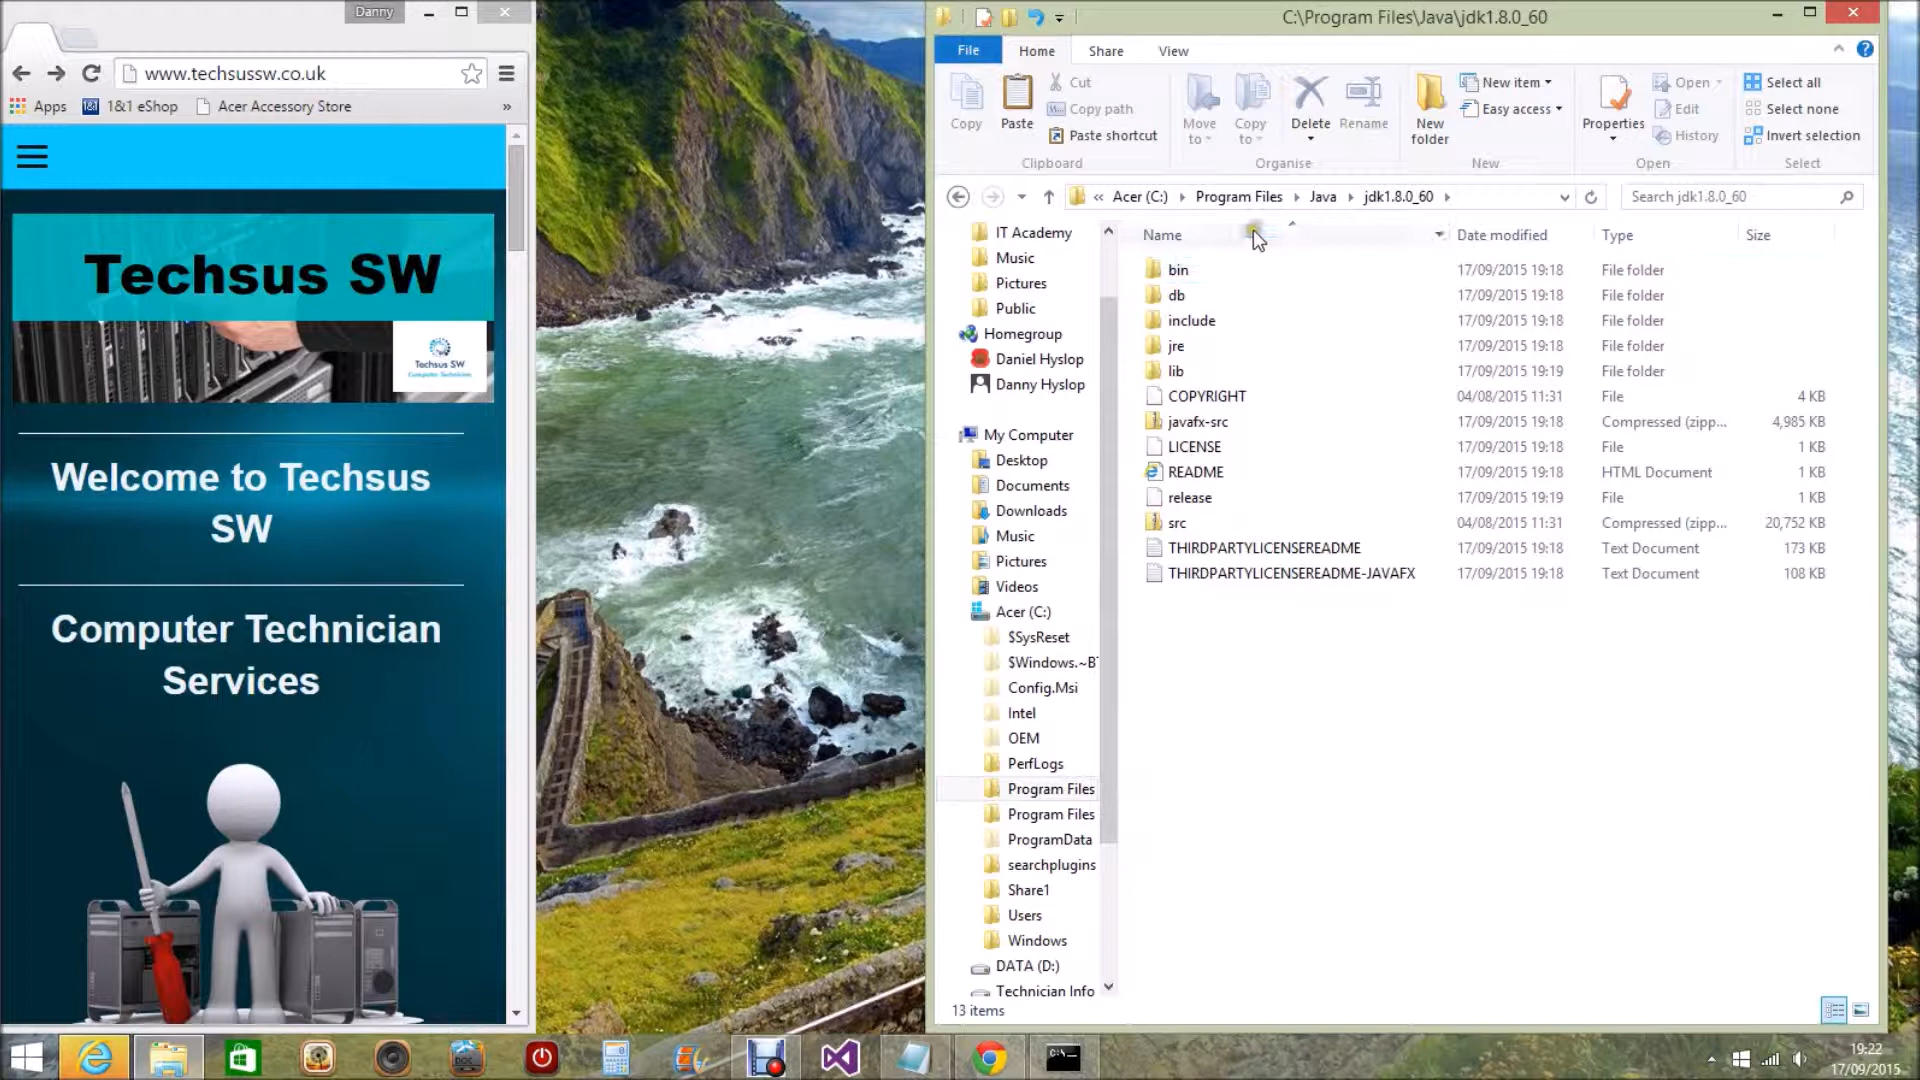 Danny
www.techsussw.co.uk
Apps
1&1
1&1 eShop
Acer Accessory Store
»
Techsus SW
Techsus SW
Computer Technician
Welcome to Techsus
SW
Computer Technician
Services
C:\Program Files\Java\jdk1.8.0_60
File
Home
Share
View
Copy
Paste
Cut
Copy path
Paste shortcut
Clipboard
Move to
Copy to
Delete
Rename
Organise
New folder
New item
Easy access
New
Properties
Open
Edit
History
Open
Select all
Select none
Invert selection
Select
« Acer (C:) Program Files Java jdk1.8.0_60
Search jdk1.8.0_60
IT Academy
Music
Pictures
Public
Homegroup
Daniel Hyslop
Danny Hyslop
My Computer
Desktop
Documents
Downloads
Music
Pictures
Videos
Acer (C:)
$SysReset
$Windows.~BT
Config.Msi
Intel
OEM
PerfLogs
Program Files
Program Files
ProgramData
searchplugins
Share1
Users
Windows
DATA (D:)
Technician Info
Name Date modified Type Size
bin 17/09/2015 19:18 File folder
db 17/09/2015 19:18 File folder
include 17/09/2015 19:18 File folder
jre 17/09/2015 19:18 File folder
lib 17/09/2015 19:19 File folder
COPYRIGHT 04/08/2015 11:31 File 4 KB
javafx-src 17/09/2015 19:18 Compressed (zipp... 4,985 KB
LICENSE 17/09/2015 19:18 File 1 KB
README 17/09/2015 19:18 HTML Document 1 KB
release 17/09/2015 19:19 File 1 KB
src 04/08/2015 11:31 Compressed (zipp... 20,752 KB
THIRDPARTYLICENSEREADME 17/09/2015 19:18 Text Document 173 KB
THIRDPARTYLICENSEREADME-JAVAFX 17/09/2015 19:18 Text Document 108 KB
13 items
DOC
19:22
17/09/2015